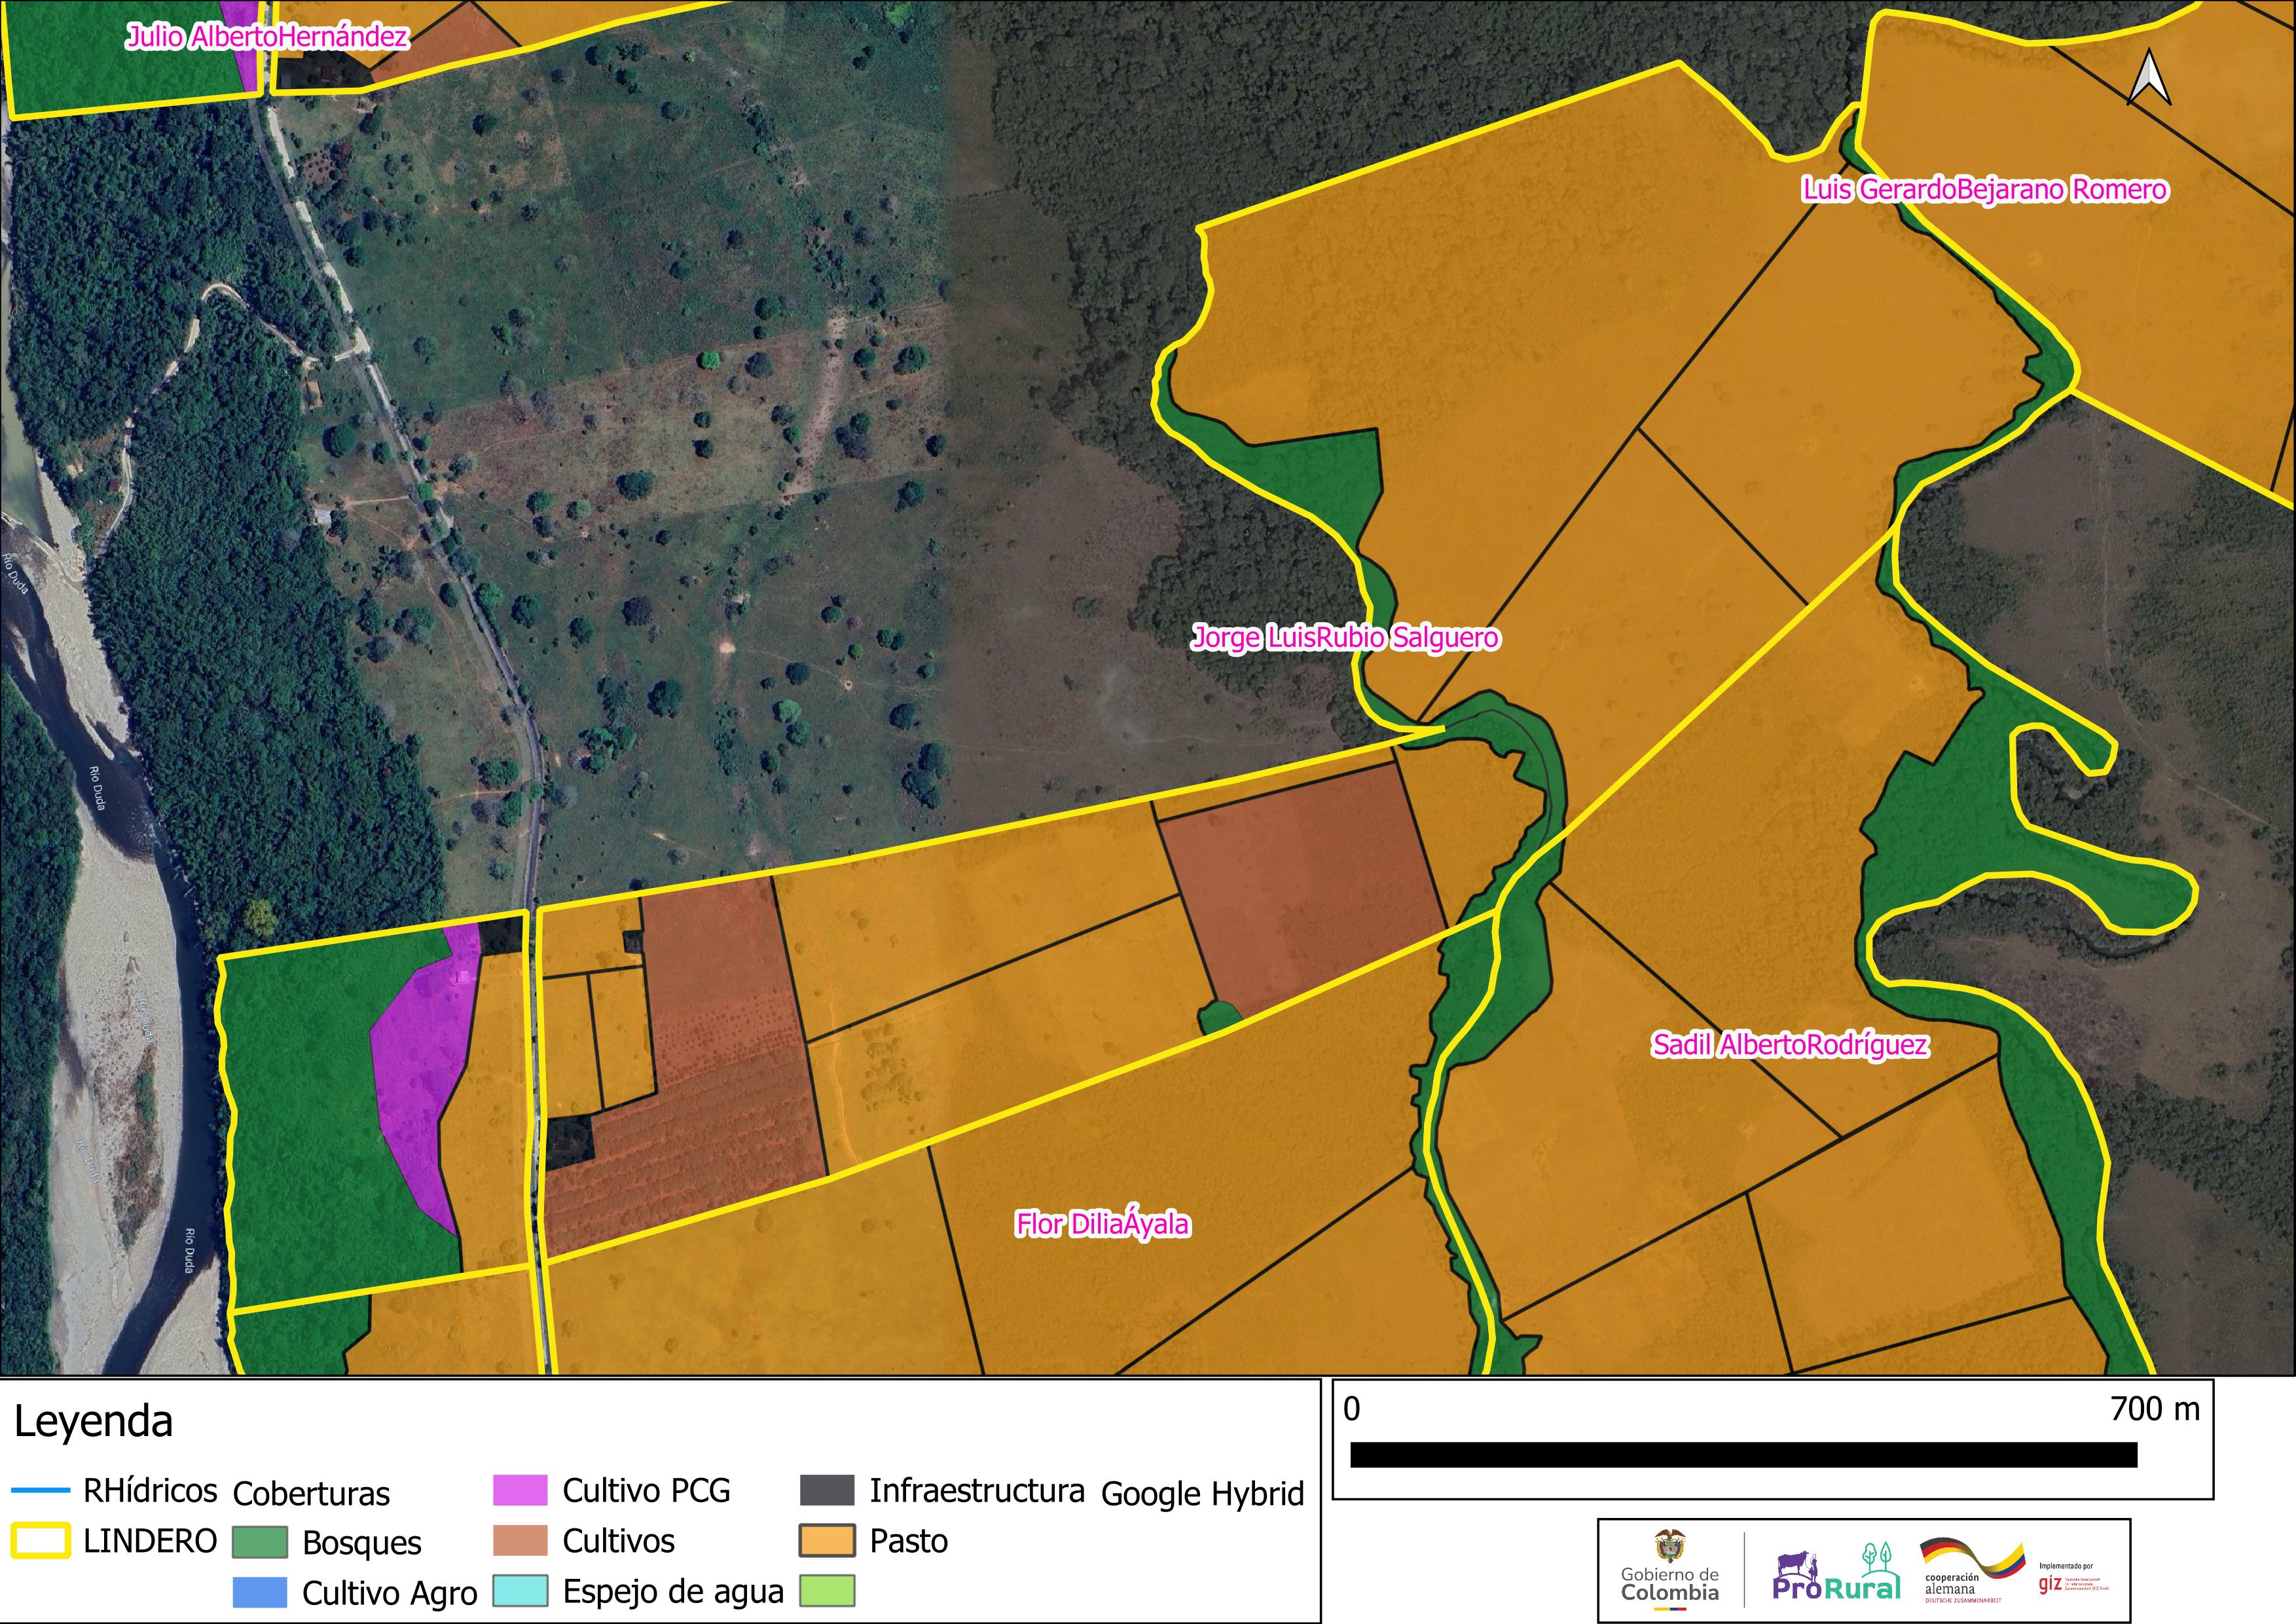 Julio AlbertoHernández
Luis GerardoBejarano Romero
Río Duda
Jorge LuisRubio Salguero
Río Duda
Sadil AlbertoRodríguez
Flor DiliaÁyala
Río Duda
Leyenda
0 700 m
RHídricos
LINDERO
Coberturas
Bosques
Cultivo Agro
Cultivo PCG
Cultivos
Espejo de agua
Infraestructura
Pasto
Google Hybrid
Gobierno de
Colombia
ProRural
cooperación
alemana
DEUTSCHE ZUSAMMENARBEIT
Implementado por
giz